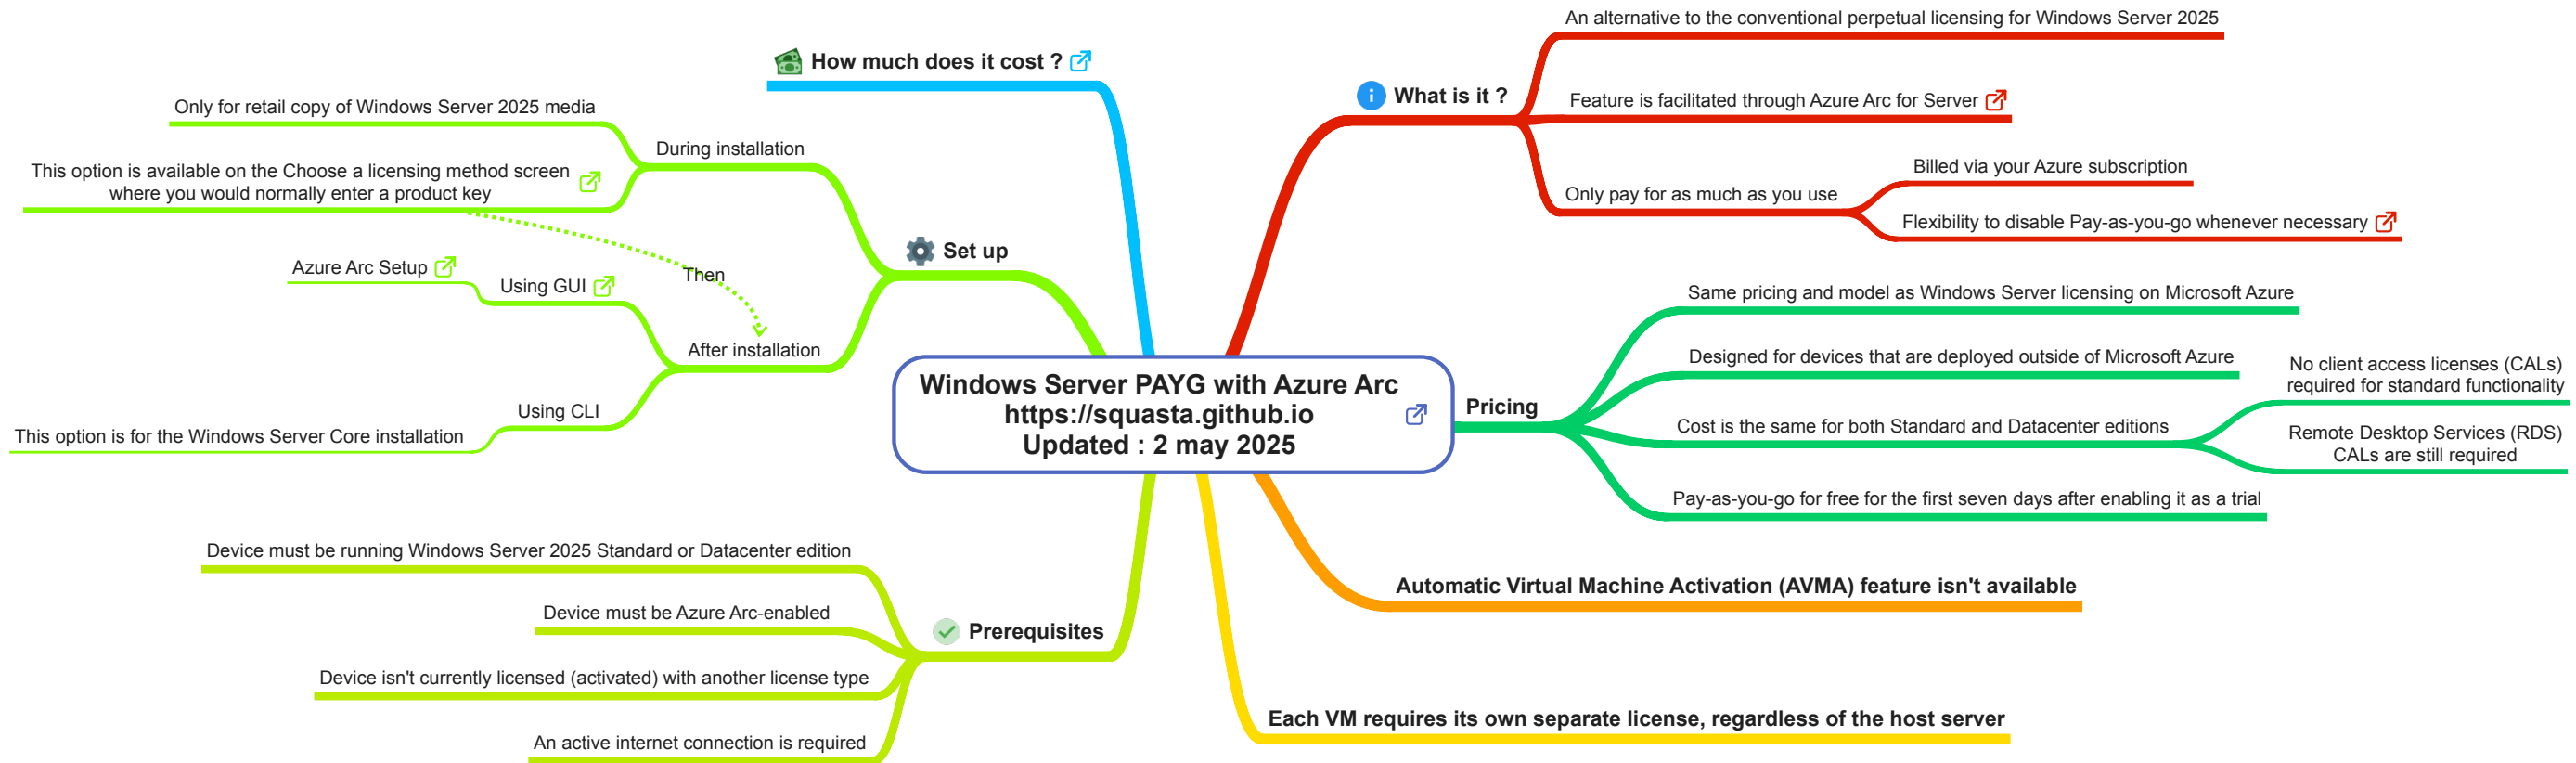 Windows Server PAYG with Azure Arc
https://squasta.github.io
Updated : 2 may 2025
What is it ?
An alternative to the conventional perpetual licensing for Windows Server 2025
Feature is facilitated through Azure Arc for Server
Only pay for as much as you use
Billed via your Azure subscription
Flexibility to disable Pay-as-you-go whenever necessary
Pricing
Same pricing and model as Windows Server licensing on Microsoft Azure
Designed for devices that are deployed outside of Microsoft Azure
Cost is the same for both Standard and Datacenter editions
No client access licenses (CALs)
required for standard functionality
Remote Desktop Services (RDS)
CALs are still required
Pay-as-you-go for free for the first seven days after enabling it as a trial
Automatic Virtual Machine Activation (AVMA) feature isn't available
Each VM requires its own separate license, regardless of the host server
How much does it cost ?
Set up
During installation
Only for retail copy of Windows Server 2025 media
This option is available on the Choose a licensing method screen
where you would normally enter a product key
Then
After installation
Using GUI
Azure Arc Setup
Using CLI
This option is for the Windows Server Core installation
Prerequisites
Device must be running Windows Server 2025 Standard or Datacenter edition
Device must be Azure Arc-enabled
Device isn't currently licensed (activated) with another license type
An active internet connection is required